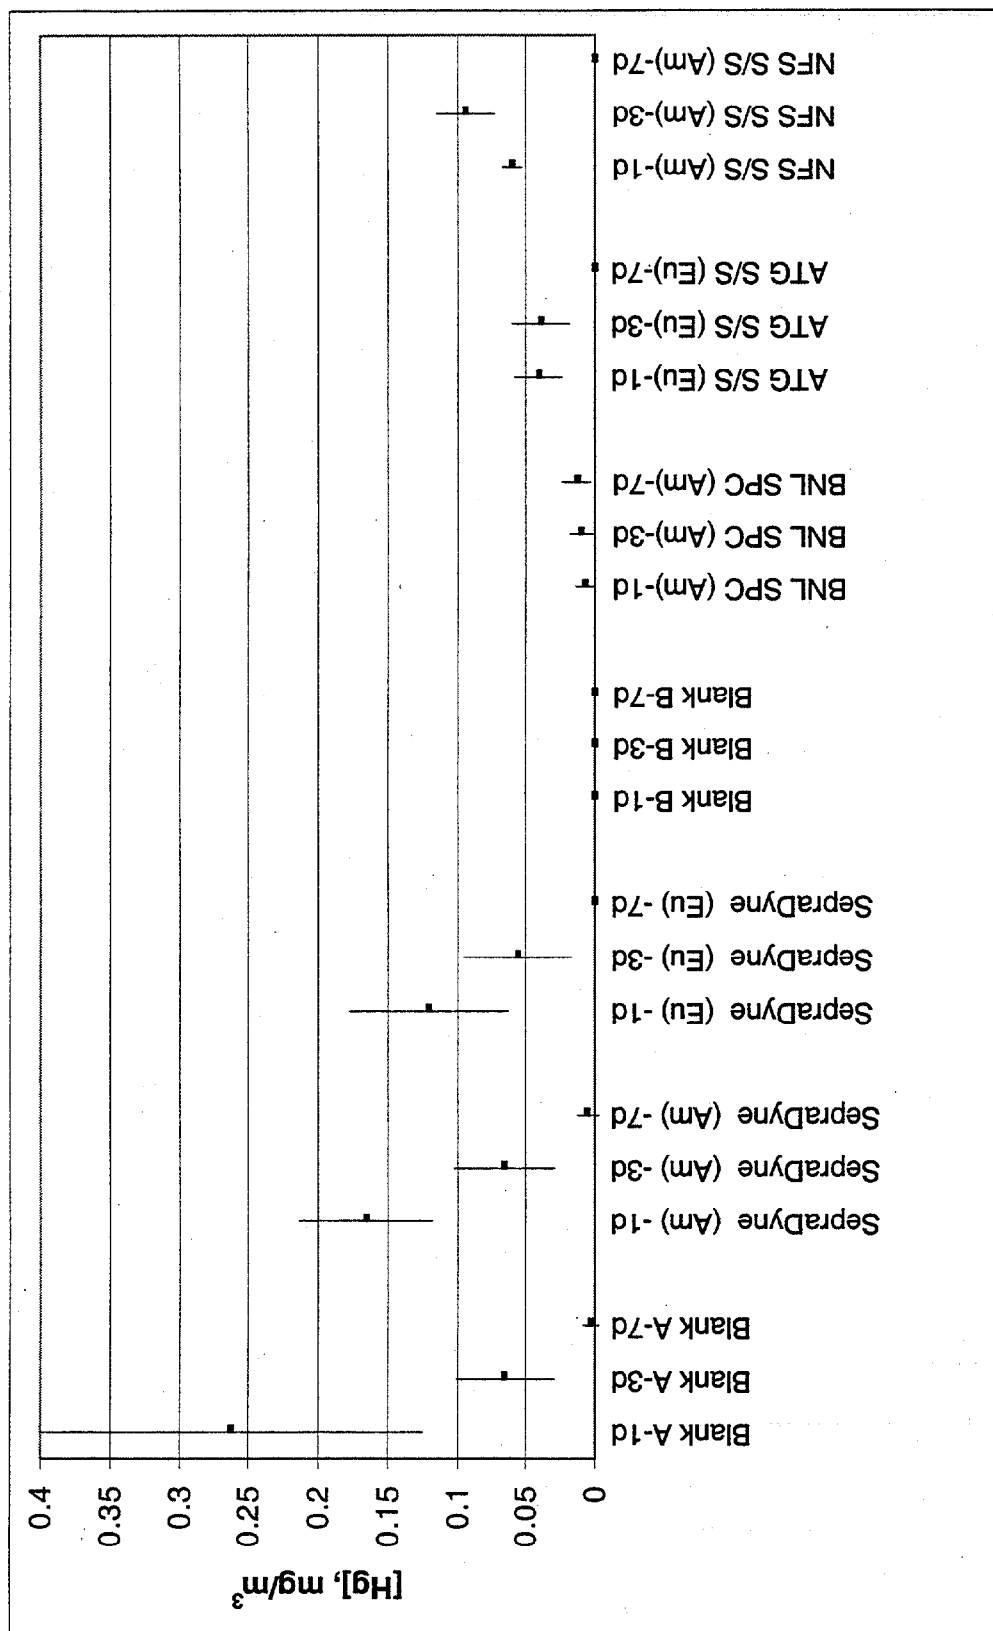 [Hg], mg/m³
0.4
0.35
0.3
0.25
0.2
0.15
0.1
0.05
0
Blank A-1d
Blank A-3d
Blank A-7d
SepraDyne (Am) -1d
SepraDyne (Am) -3d
SepraDyne (Am) -7d
SepraDyne (Eu) -1d
SepraDyne (Eu) -3d
SepraDyne (Eu) -7d
Blank B-1d
Blank B-3d
Blank B-7d
BNL SPC (Am)-1d
BNL SPC (Am)-3d
BNL SPC (Am)-7d
ATG S/S (Eu)-1d
ATG S/S (Eu)-3d
ATG S/S (Eu)-7d
NFS S/S (Am)-1d
NFS S/S (Am)-3d
NFS S/S (Am)-7d